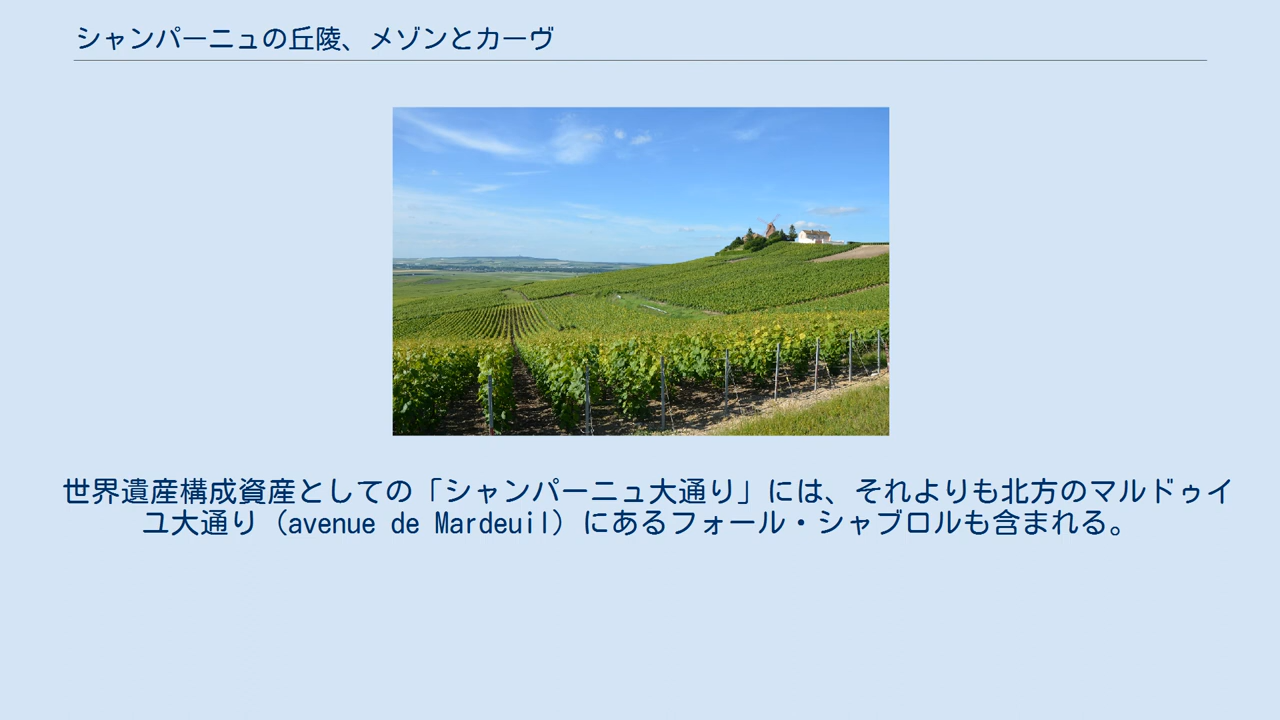 シャンパーニュの丘陵、メゾンとカーヴ
世界遺産構成資産としての「シャンパーニュ大通り」には、それよりも北方のマルドゥイ
ユ大通り（avenue de Mardeuil）にあるフォール・シャブロルも含まれる。